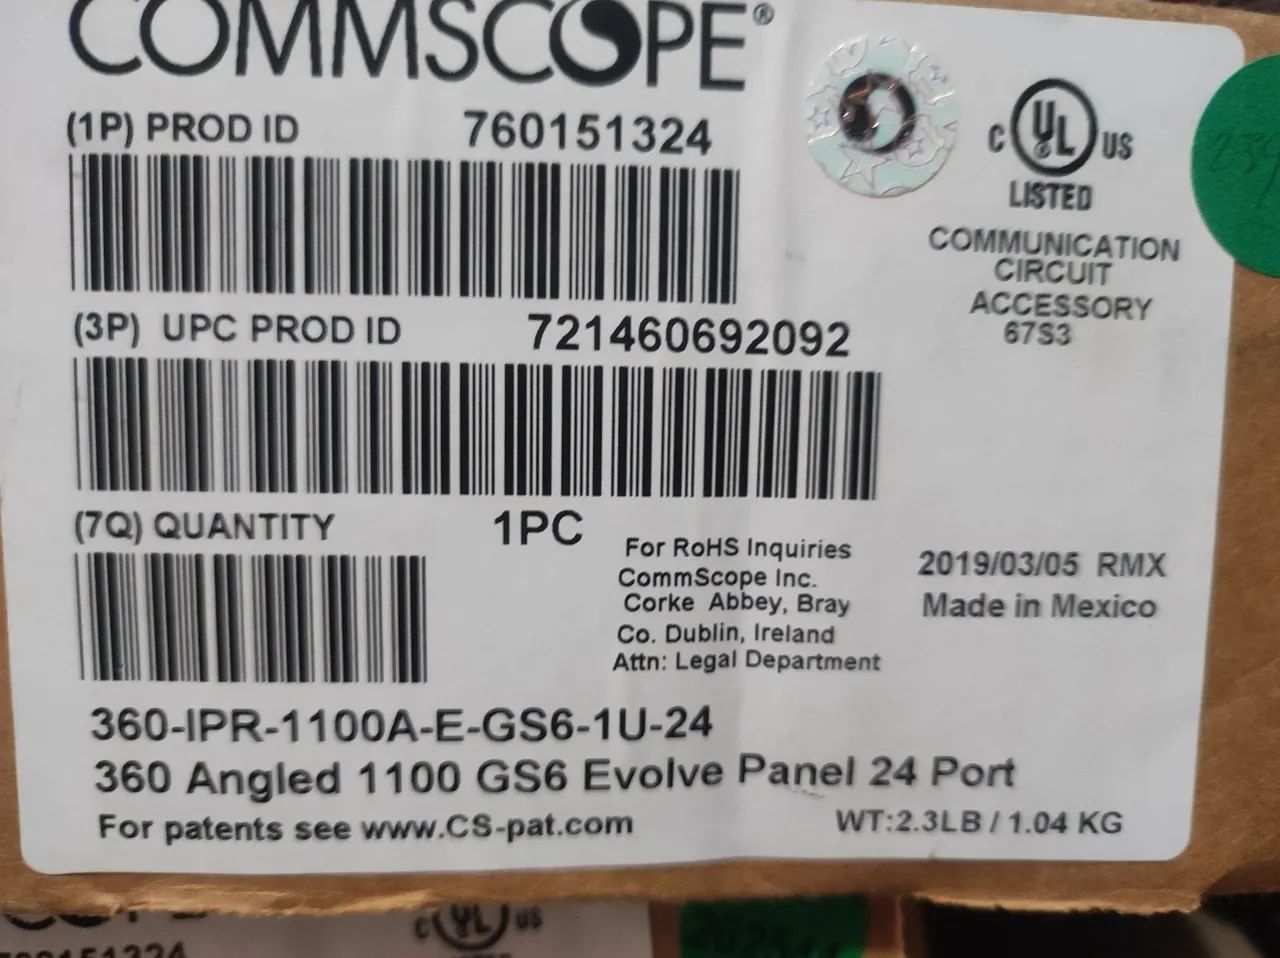 COMMSCOPE®
(1P) PROD ID 760151324
C UL® US
LISTED
COMMUNICATION
CIRCUIT
ACCESSORY
67S3
(3P) UPC PROD ID 721460692092
(7Q) QUANTITY 1PC
For RoHS Inquiries
CommScope Inc.
Corke Abbey, Bray
Co. Dublin, Ireland
Attn: Legal Department
2019/03/05 RMX
Made in Mexico
360-IPR-1100A-E-GS6-1U-24
360 Angled 1100 GS6 Evolve Panel 24 Port
For patents see www.CS-pat.com
WT:2.3LB / 1.04 KG
C UL US